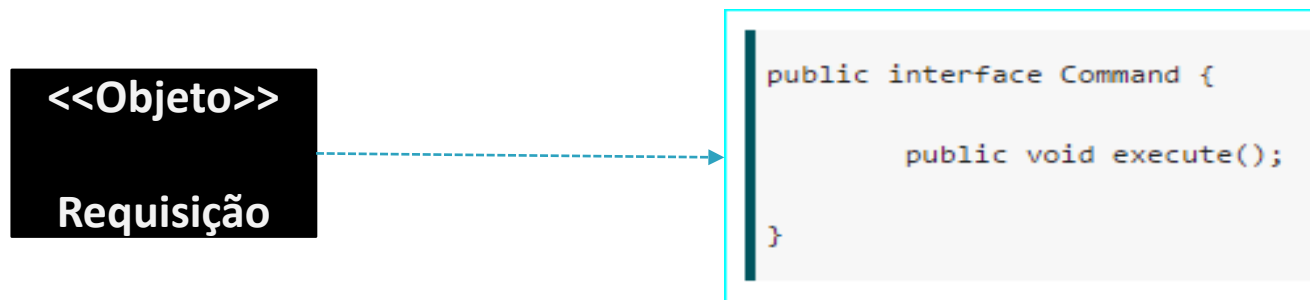 <<Objeto>>
Requisição
public interface Command {
public void execute();
}